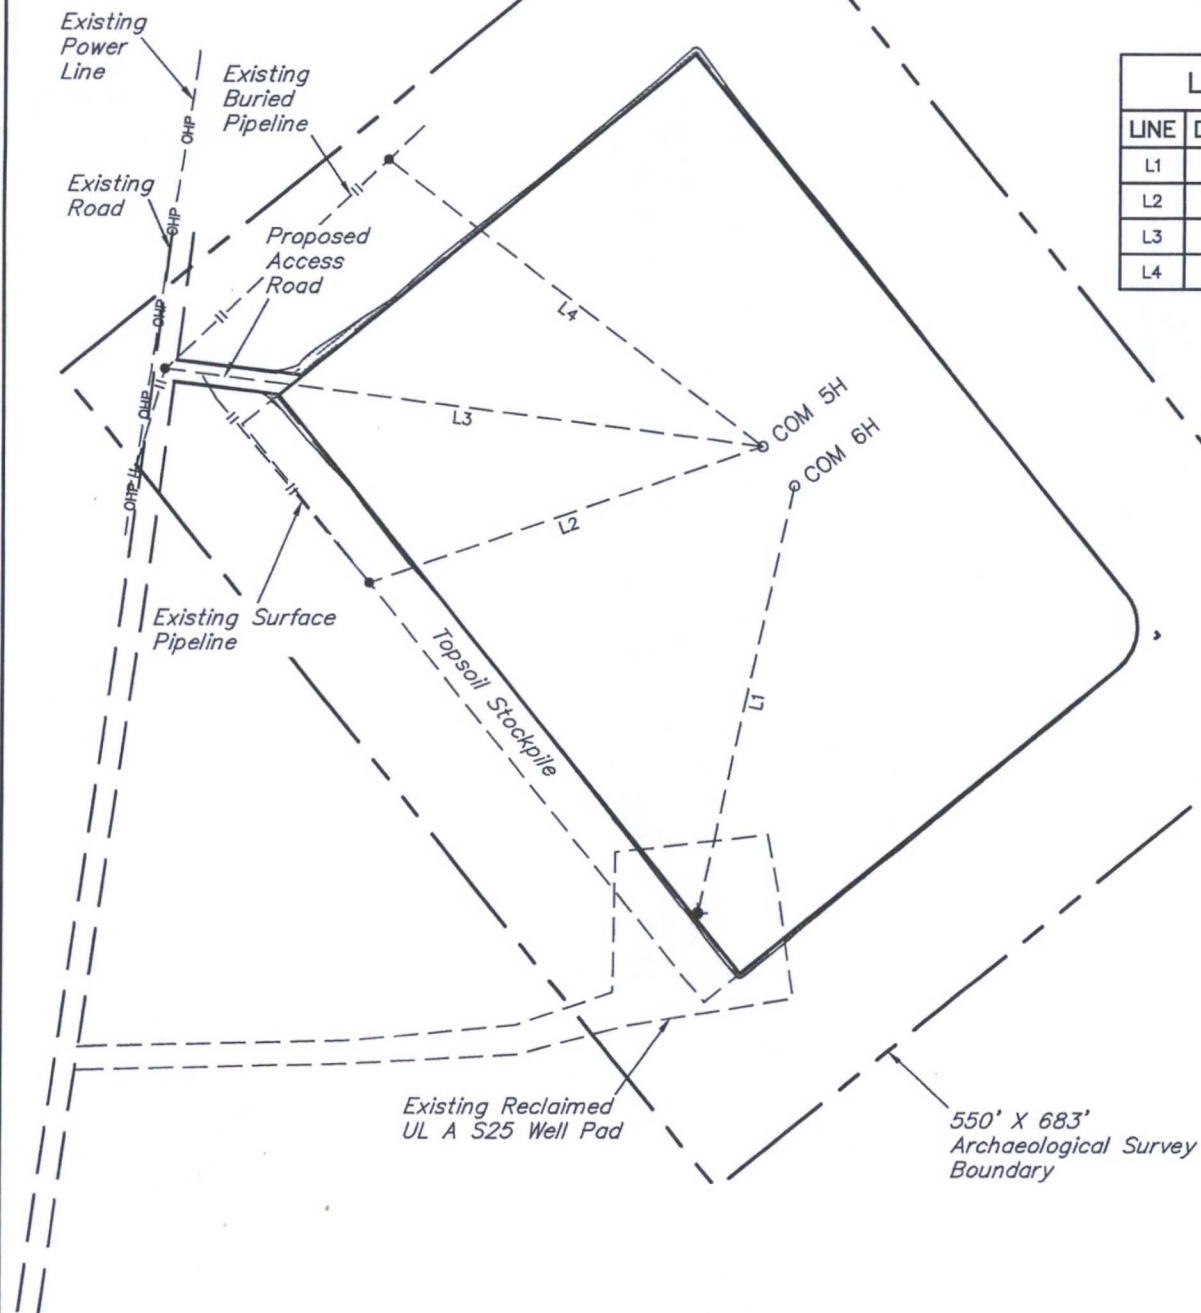 Existing
Power
Line
Existing
Buried
Pipeline
Existing
Road
Proposed
Access
Road
OHP
OHP
OHP
OHP
OHP
L
LINE
L1
L2
L3
L4
L4
L3
COM 5H
COM 6H
L2
Existing Surface
Pipeline
Topsoil Stockpile
L1
Existing Reclaimed
UL A S25 Well Pad
550' X 683'
Archaeological Survey
Boundary